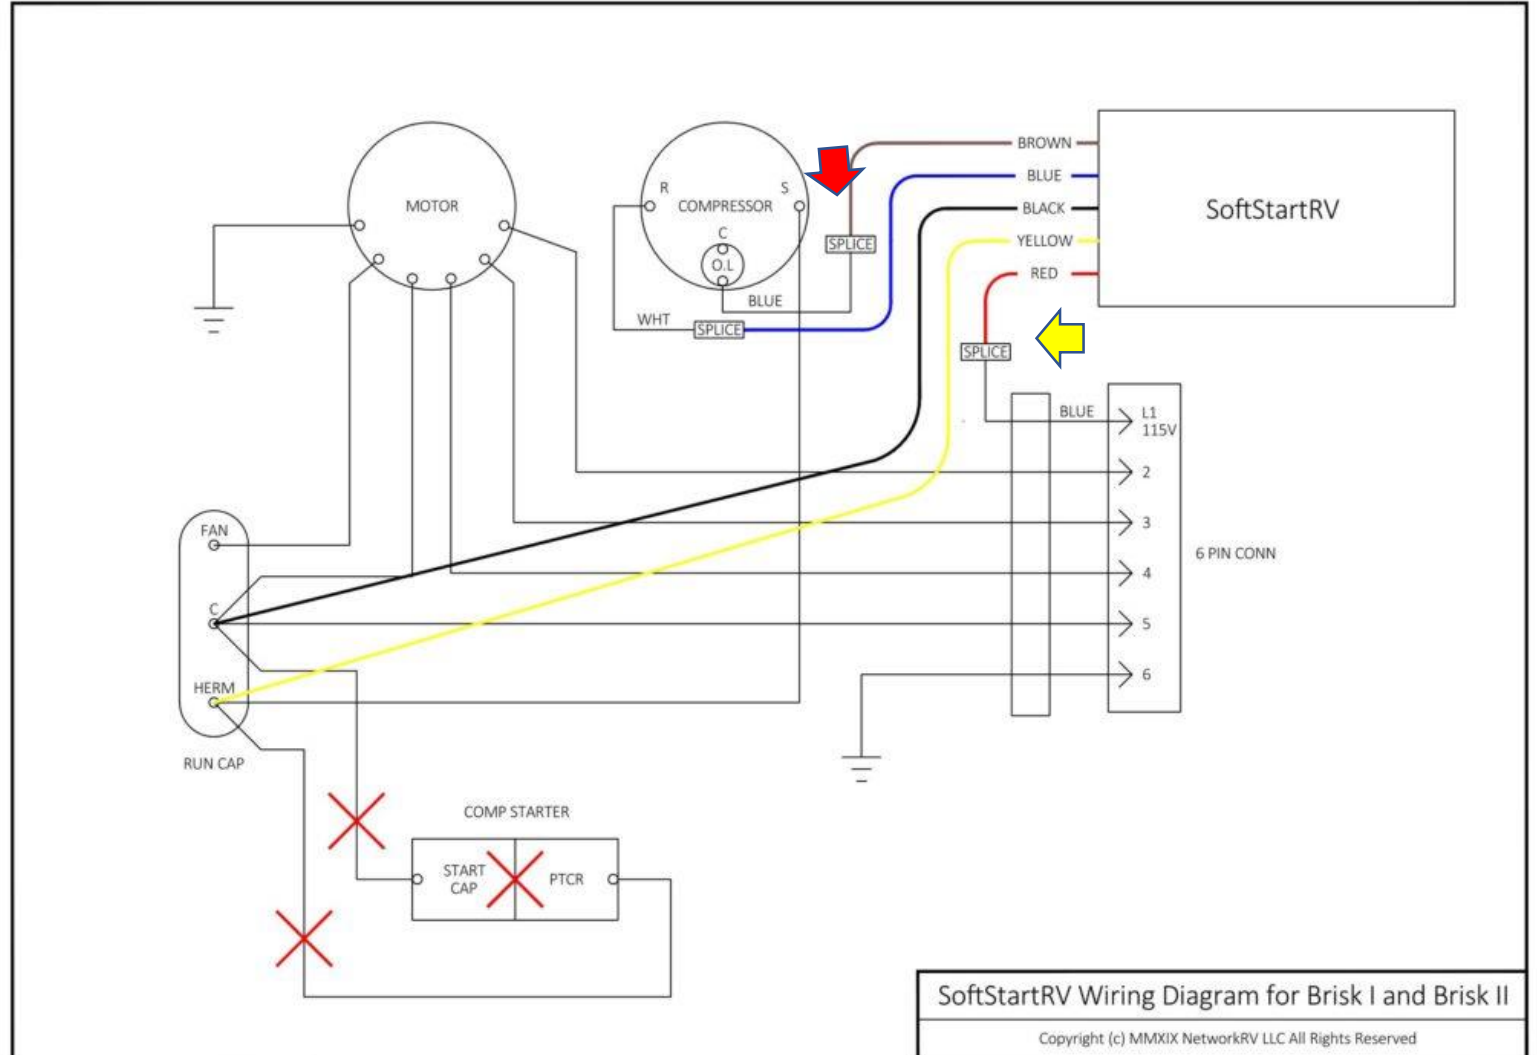 BROWN
BLUE
BLACK
YELLOW
RED
SoftStartRV
MOTOR
R
S
COMPRESSOR
C
O.L
SPLICE
BLUE
WHT
SPLICE
SPLICE
BLUE
L1
115V
2
3
4
5
6
6 PIN CONN
FAN
C
HERM
RUN CAP
COMP STARTER
START
CAP
PTCR
SoftStartRV Wiring Diagram for Brisk I and Brisk II
Copyright (c) MMXIX NetworkRV LLC All Rights Reserved